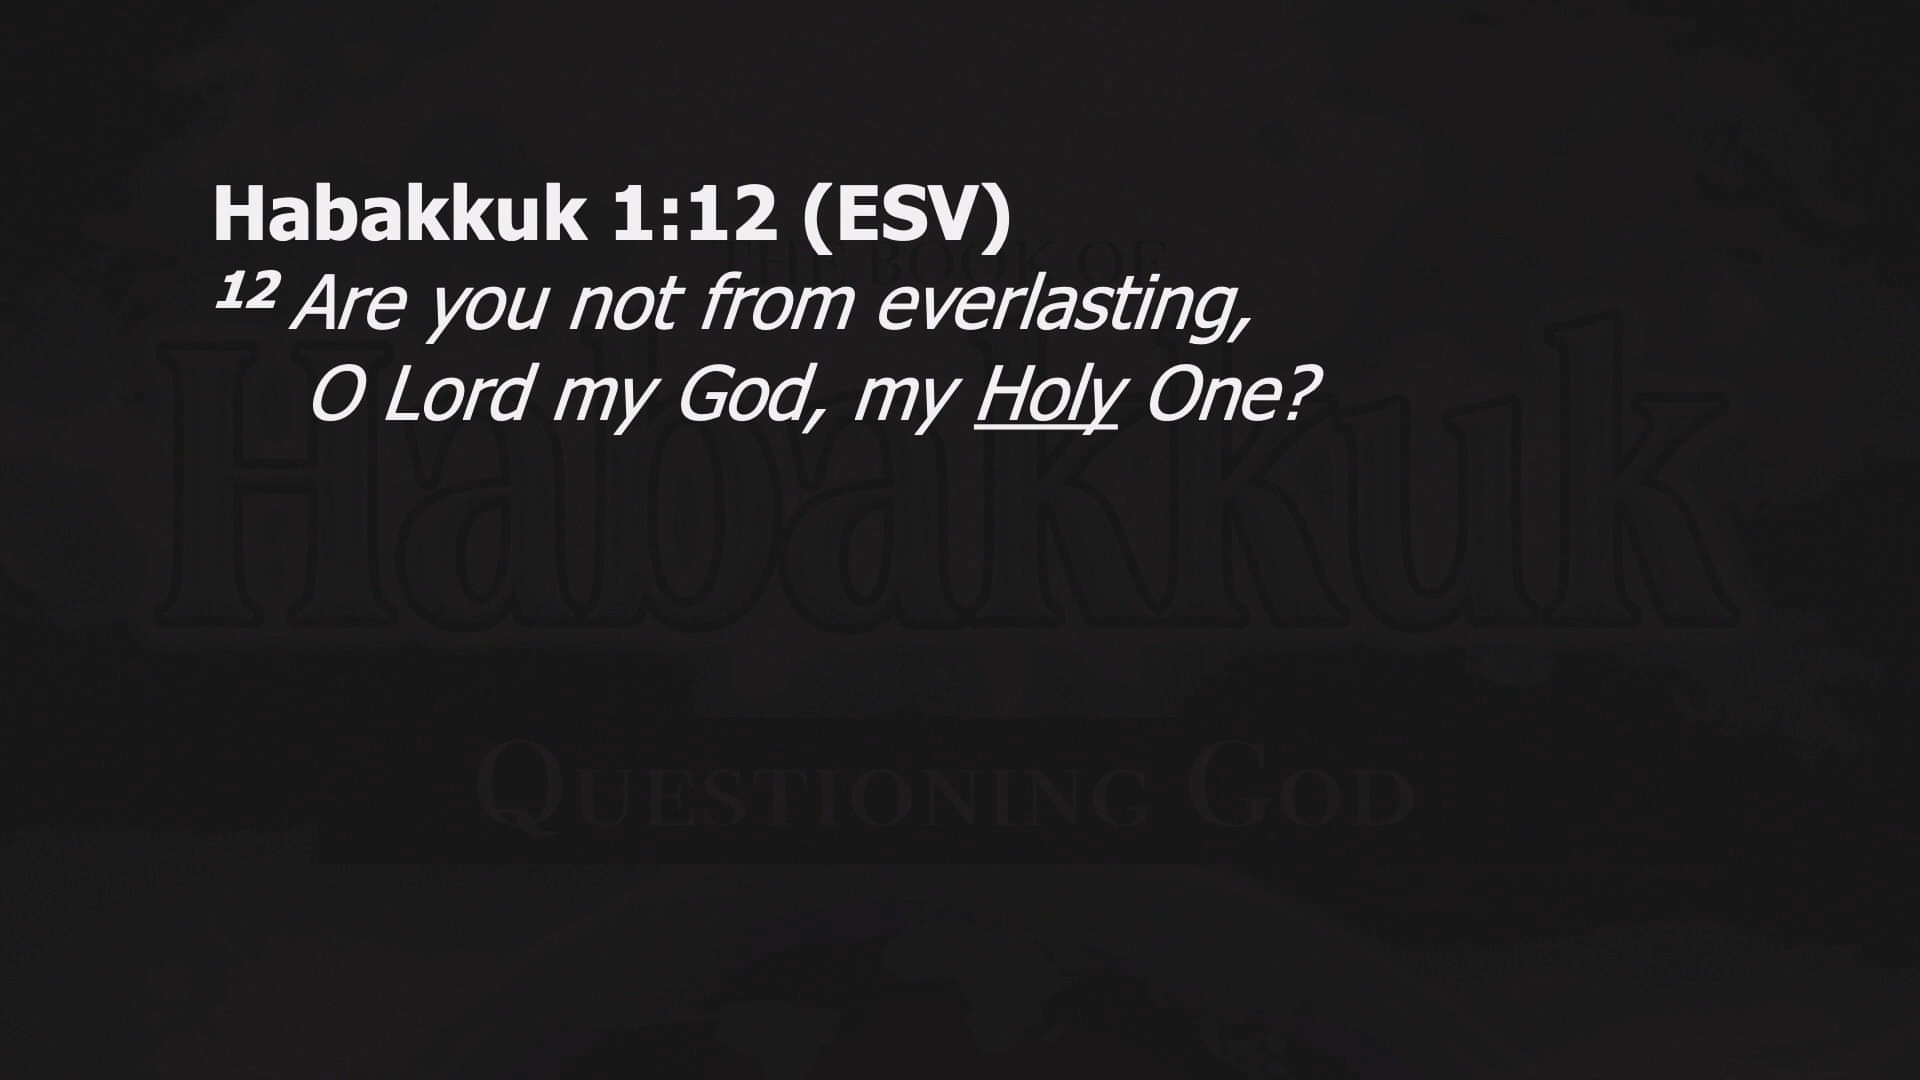 Habakkuk 1:12 (ESV)
12 Are you not from everlasting,
O Lord my God, my Holy One?
THE BOOK OF
Habakkuk
QUESTIONING GOD